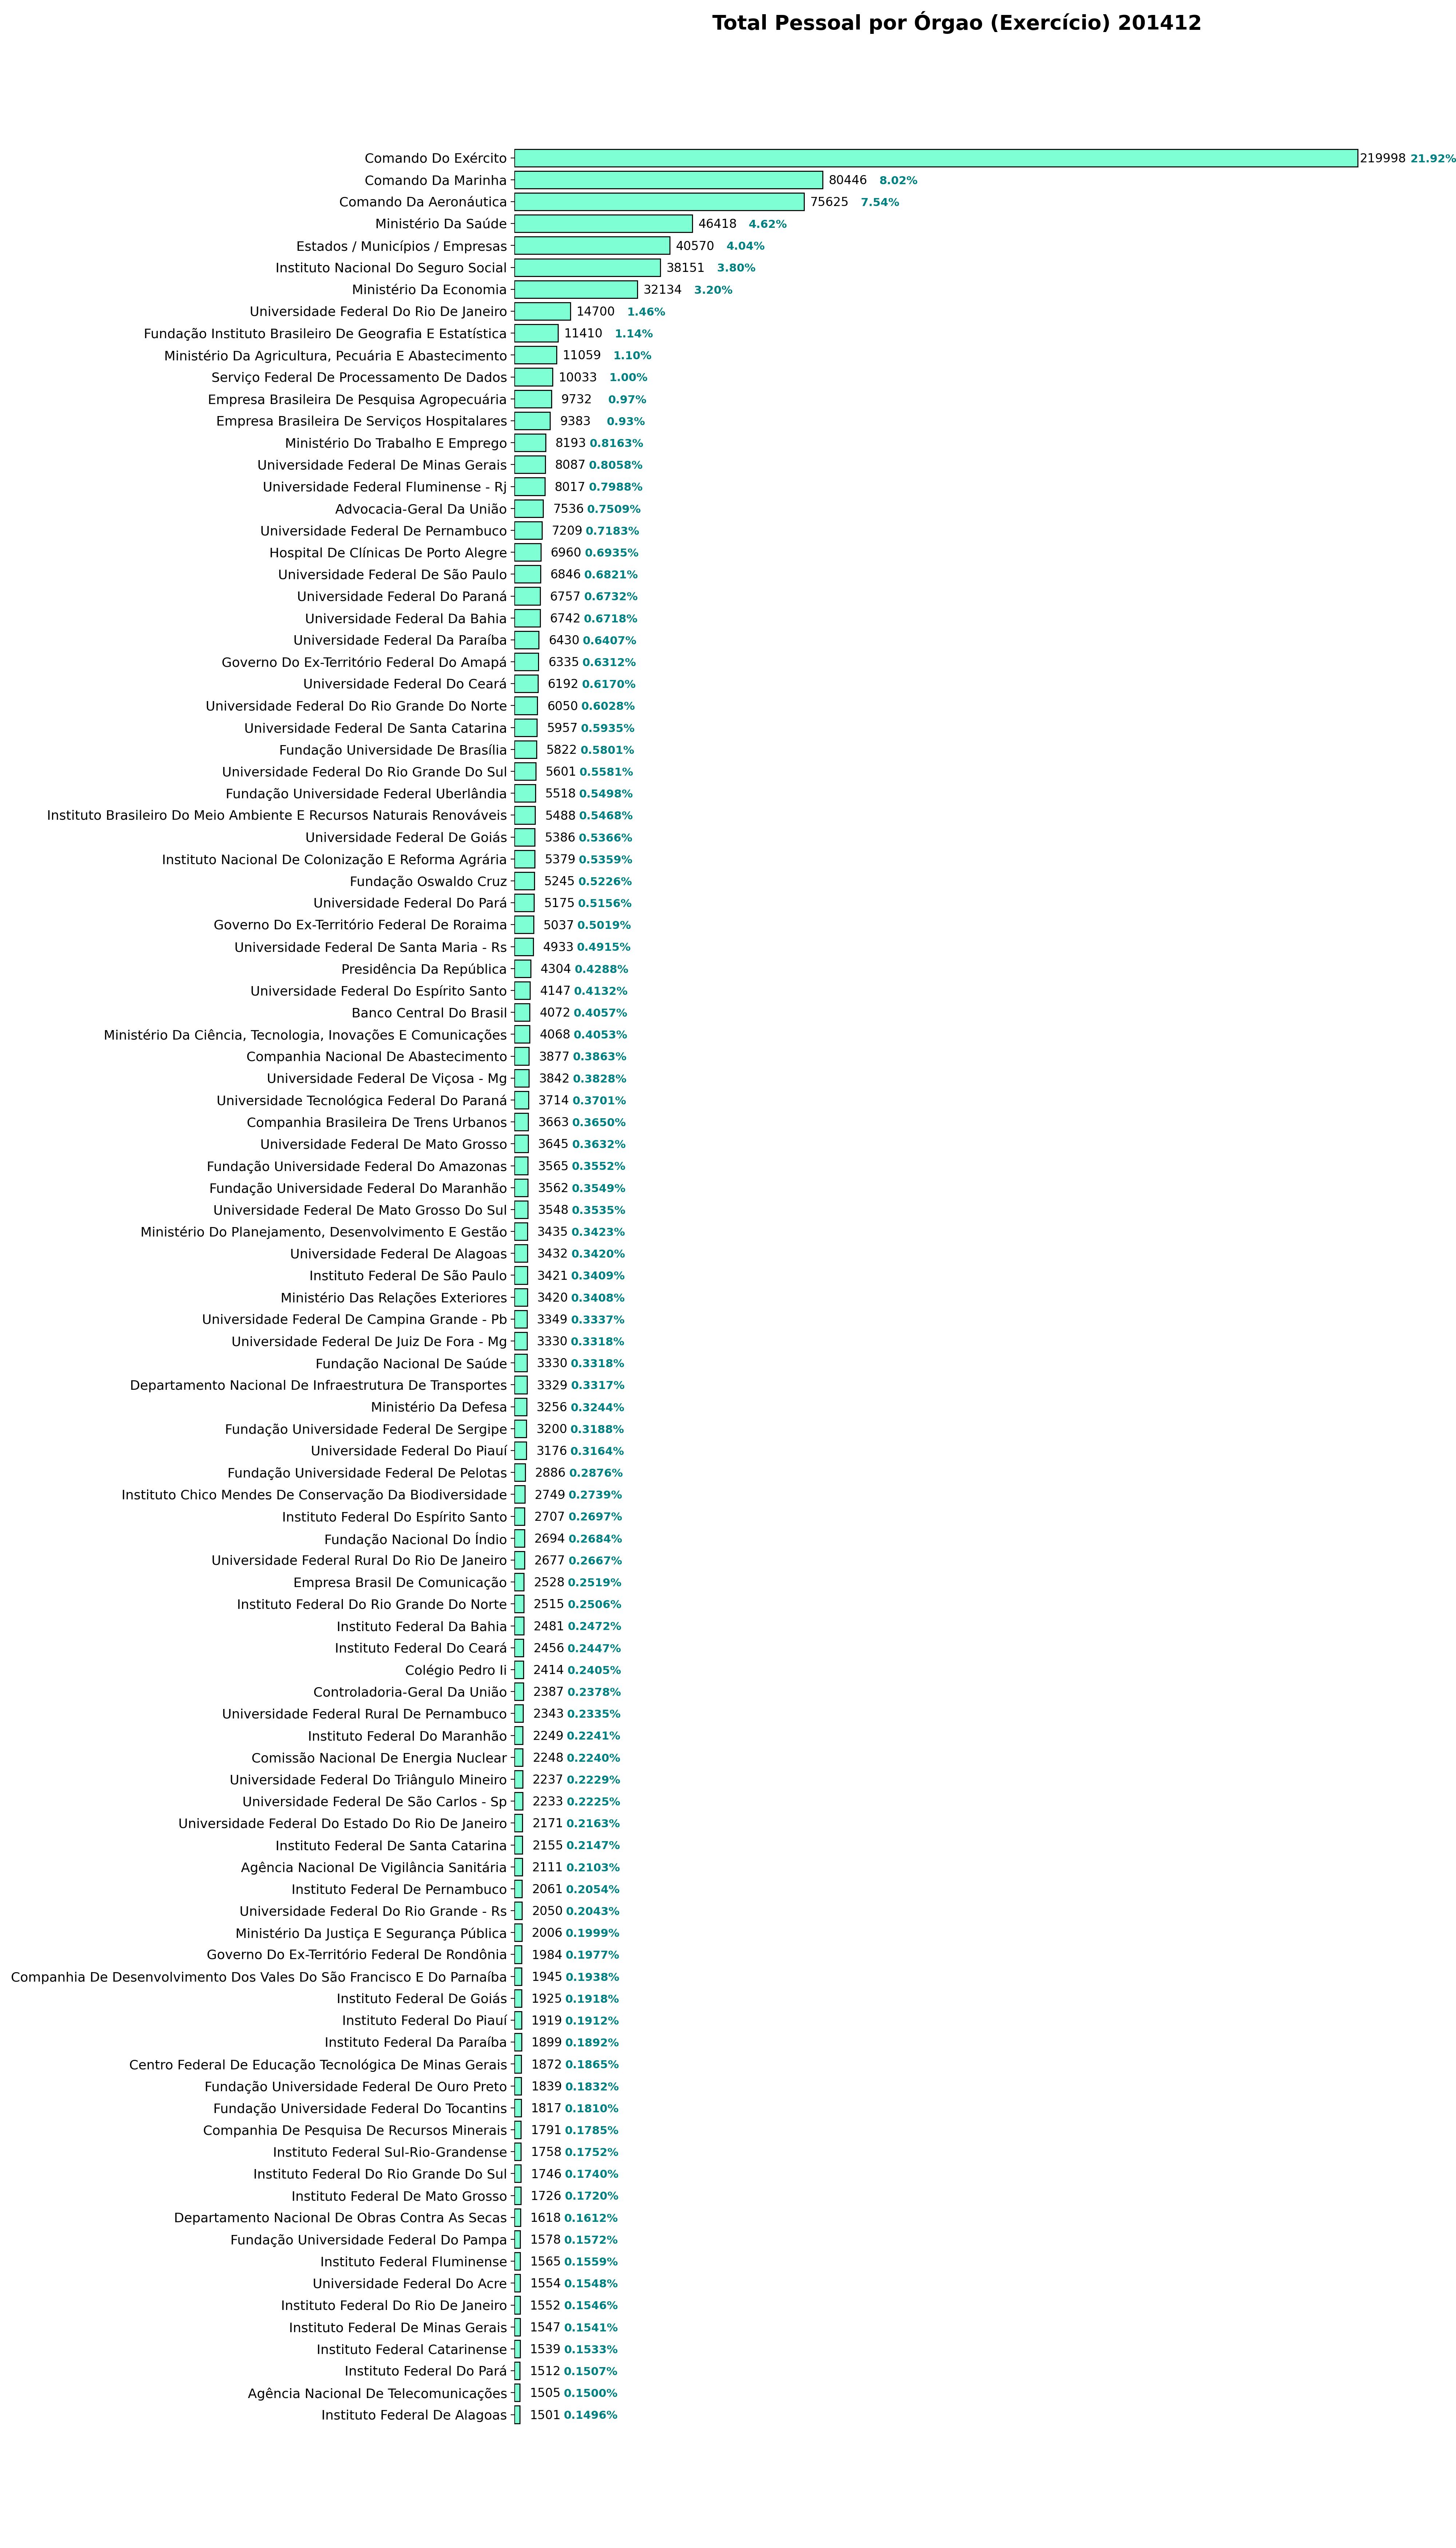 Total Pessoal por Órgao (Exercício) 201412
Comando Do Exército 219998 21.92%
Comando Da Marinha 80446 8.02%
Comando Da Aeronáutica 75625 7.54%
Ministério Da Saúde 46418 4.62%
Estados / Municípios / Empresas 40570 4.04%
Instituto Nacional Do Seguro Social 38151 3.80%
Ministério Da Economia 32134 3.20%
Universidade Federal Do Rio De Janeiro 14700 1.46%
Fundação Instituto Brasileiro De Geografia E Estatística 11410 1.14%
Ministério Da Agricultura, Pecuária E Abastecimento 11059 1.10%
Serviço Federal De Processamento De Dados 10033 1.00%
Empresa Brasileira De Pesquisa Agropecuária 9732 0.97%
Empresa Brasileira De Serviços Hospitalares 9383 0.93%
Ministério Do Trabalho E Emprego 8193 0.8163%
Universidade Federal De Minas Gerais 8087 0.8058%
Universidade Federal Fluminense - Rj 8017 0.7988%
Advocacia-Geral Da União 7536 0.7509%
Universidade Federal De Pernambuco 7209 0.7183%
Hospital De Clínicas De Porto Alegre 6960 0.6935%
Universidade Federal De São Paulo 6846 0.6821%
Universidade Federal Do Paraná 6757 0.6732%
Universidade Federal Da Bahia 6742 0.6718%
Universidade Federal Da Paraíba 6430 0.6407%
Governo Do Ex-Território Federal Do Amapá 6335 0.6312%
Universidade Federal Do Ceará 6192 0.6170%
Universidade Federal Do Rio Grande Do Norte 6050 0.6028%
Universidade Federal De Santa Catarina 5957 0.5935%
Fundação Universidade De Brasília 5822 0.5801%
Universidade Federal Do Rio Grande Do Sul 5601 0.5581%
Fundação Universidade Federal Uberlândia 5518 0.5498%
Instituto Brasileiro Do Meio Ambiente E Recursos Naturais Renováveis 5488 0.5468%
Universidade Federal De Goiás 5386 0.5366%
Instituto Nacional De Colonização E Reforma Agrária 5379 0.5359%
Fundação Oswaldo Cruz 5245 0.5226%
Universidade Federal Do Pará 5175 0.5156%
Governo Do Ex-Território Federal De Roraima 5037 0.5019%
Universidade Federal De Santa Maria - Rs 4933 0.4915%
Presidência Da República 4304 0.4288%
Universidade Federal Do Espírito Santo 4147 0.4132%
Banco Central Do Brasil 4072 0.4057%
Ministério Da Ciência, Tecnologia, Inovações E Comunicações 4068 0.4053%
Companhia Nacional De Abastecimento 3877 0.3863%
Universidade Federal De Viçosa - Mg 3842 0.3828%
Universidade Tecnológica Federal Do Paraná 3714 0.3701%
Companhia Brasileira De Trens Urbanos 3663 0.3650%
Universidade Federal De Mato Grosso 3645 0.3632%
Fundação Universidade Federal Do Amazonas 3565 0.3552%
Fundação Universidade Federal Do Maranhão 3562 0.3549%
Universidade Federal De Mato Grosso Do Sul 3548 0.3535%
Ministério Do Planejamento, Desenvolvimento E Gestão 3435 0.3423%
Universidade Federal De Alagoas 3432 0.3420%
Instituto Federal De São Paulo 3421 0.3409%
Ministério Das Relações Exteriores 3420 0.3408%
Universidade Federal De Campina Grande - Pb 3349 0.3337%
Universidade Federal De Juiz De Fora - Mg 3330 0.3318%
Fundação Nacional De Saúde 3330 0.3318%
Departamento Nacional De Infraestrutura De Transportes 3329 0.3317%
Ministério Da Defesa 3256 0.3244%
Fundação Universidade Federal De Sergipe 3200 0.3188%
Universidade Federal Do Piauí 3176 0.3164%
Fundação Universidade Federal De Pelotas 2886 0.2876%
Instituto Chico Mendes De Conservação Da Biodiversidade 2749 0.2739%
Instituto Federal Do Espírito Santo 2707 0.2697%
Fundação Nacional Do Índio 2694 0.2684%
Universidade Federal Rural Do Rio De Janeiro 2677 0.2667%
Empresa Brasil De Comunicação 2528 0.2519%
Instituto Federal Do Rio Grande Do Norte 2515 0.2506%
Instituto Federal Da Bahia 2481 0.2472%
Instituto Federal Do Ceará 2456 0.2447%
Colégio Pedro Ii 2414 0.2405%
Controladoria-Geral Da União 2387 0.2378%
Universidade Federal Rural De Pernambuco 2343 0.2335%
Instituto Federal Do Maranhão 2249 0.2241%
Comissão Nacional De Energia Nuclear 2248 0.2240%
Universidade Federal Do Triângulo Mineiro 2237 0.2229%
Universidade Federal De São Carlos - Sp 2233 0.2225%
Universidade Federal Do Estado Do Rio De Janeiro 2171 0.2163%
Instituto Federal De Santa Catarina 2155 0.2147%
Agência Nacional De Vigilância Sanitária 2111 0.2103%
Instituto Federal De Pernambuco 2061 0.2054%
Universidade Federal Do Rio Grande - Rs 2050 0.2043%
Ministério Da Justiça E Segurança Pública 2006 0.1999%
Governo Do Ex-Território Federal De Rondônia 1984 0.1977%
Companhia De Desenvolvimento Dos Vales Do São Francisco E Do Parnaíba 1945 0.1938%
Instituto Federal De Goiás 1925 0.1918%
Instituto Federal Do Piauí 1919 0.1912%
Instituto Federal Da Paraíba 1899 0.1892%
Centro Federal De Educação Tecnológica De Minas Gerais 1872 0.1865%
Fundação Universidade Federal De Ouro Preto 1839 0.1832%
Fundação Universidade Federal Do Tocantins 1817 0.1810%
Companhia De Pesquisa De Recursos Minerais 1791 0.1785%
Instituto Federal Sul-Rio-Grandense 1758 0.1752%
Instituto Federal Do Rio Grande Do Sul 1746 0.1740%
Instituto Federal De Mato Grosso 1726 0.1720%
Departamento Nacional De Obras Contra As Secas 1618 0.1612%
Fundação Universidade Federal Do Pampa 1578 0.1572%
Instituto Federal Fluminense 1565 0.1559%
Universidade Federal Do Acre 1554 0.1548%
Instituto Federal Do Rio De Janeiro 1552 0.1546%
Instituto Federal De Minas Gerais 1547 0.1541%
Instituto Federal Catarinense 1539 0.1533%
Instituto Federal Do Pará 1512 0.1507%
Agência Nacional De Telecomunicações 1505 0.1500%
Instituto Federal De Alagoas 1501 0.1496%